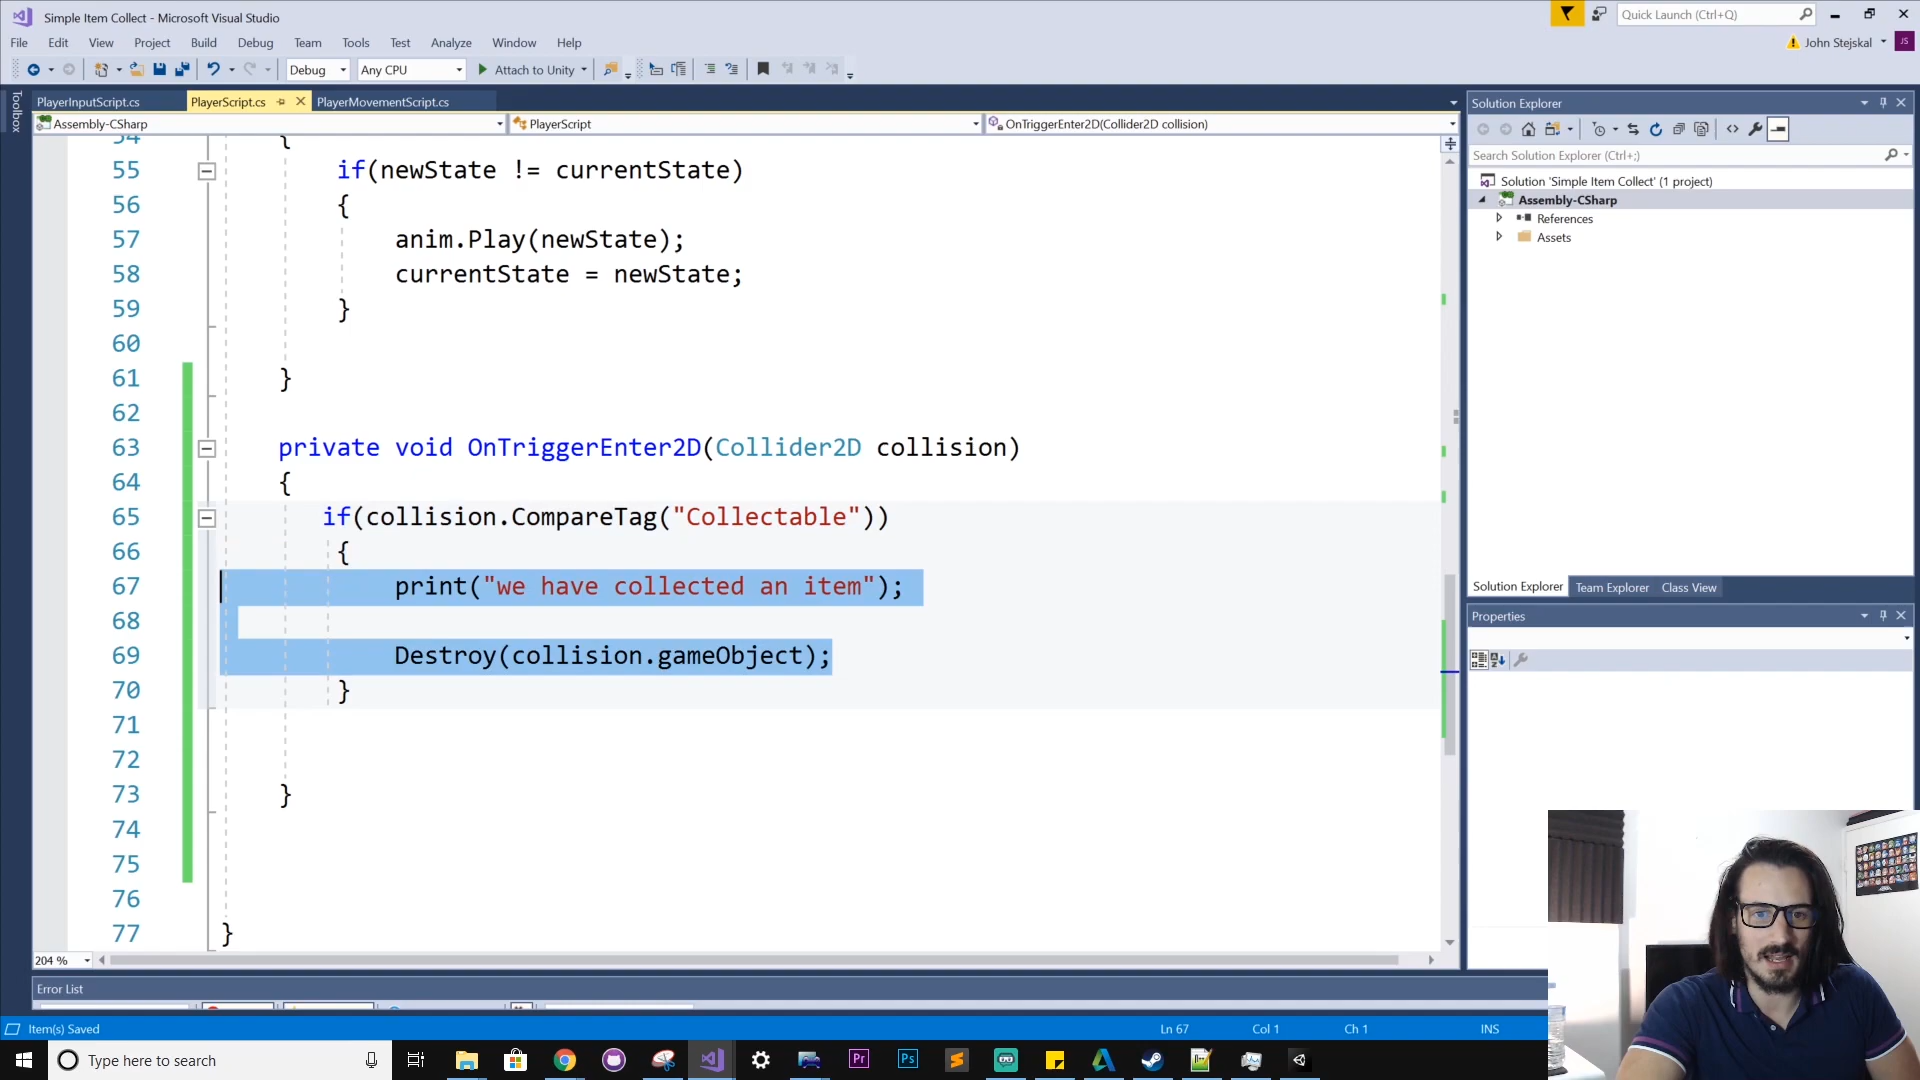 Simple Item Collect - Microsoft Visual Studio
Quick Launch (Ctrl+Q)
File Edit View Project Build Debug Team Tools Test Analyze Window Help
John Stejskal JS
Debug Any CPU Attach to Unity
Toolbox
PlayerInputScript.cs PlayerScript.cs PlayerMovementScript.cs
Assembly-CSharp PlayerScript OnTriggerEnter2D(Collider2D collision)
54 {
55 if(newState != currentState)
56 {
57 anim.Play(newState);
58 currentState = newState;
59 }
60
61 }
62
63 private void OnTriggerEnter2D(Collider2D collision)
64 {
65 if(collision.CompareTag("Collectable"))
66 {
67 print("we have collected an item");
68
69 Destroy(collision.gameObject);
70 }
71
72
73 }
74
75
76
77 }
204 %
Error List
Item(s) Saved Ln 67 Col 1 Ch 1 INS
Solution Explorer
Search Solution Explorer (Ctrl+;)
Solution 'Simple Item Collect' (1 project)
Assembly-CSharp
References
Assets
Solution Explorer Team Explorer Class View
Properties
Type here to search
Pr Ps